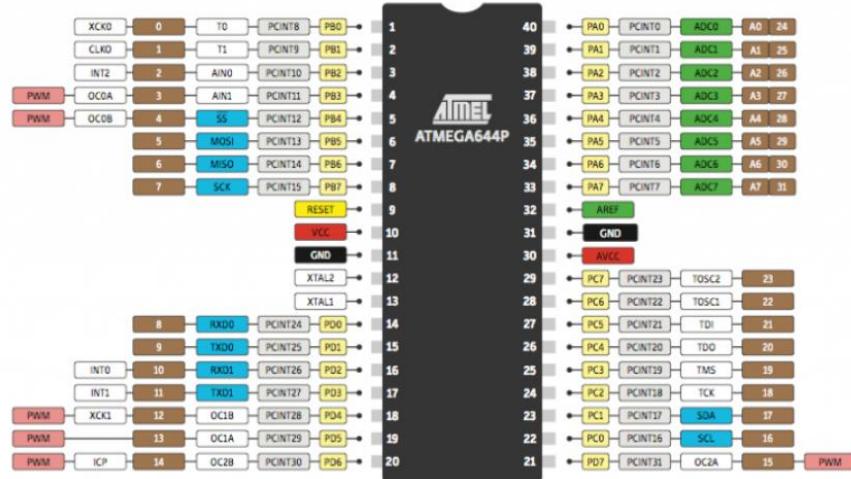 XCK0 0 T0 PCINT8 PB0 1 40 PA0 PCINT0 ADC0 A0 24
CLK0 1 T1 PCINT9 PB1 2 39 PA1 PCINT1 ADC1 A1 25
INT2 2 AIN0 PCINT10 PB2 3 38 PA2 PCINT2 ADC2 A2 26
PWM OC0A 3 AIN1 PCINT11 PB3 4 37 PA3 PCINT3 ADC3 A3 27
PWM OC0B 4 SS PCINT12 PB4 5 ATMEL 36 PA4 PCINT4 ADC4 A4 28
5 MOSI PCINT13 PB5 6 ATMEGA644P 35 PA5 PCINT5 ADC5 A5 29
6 MISO PCINT14 PB6 7 34 PA6 PCINT6 ADC6 A6 30
7 SCK PCINT15 PB7 8 33 PA7 PCINT7 ADC7 A7 31
RESET 9 32 AREF
VCC 10 31 GND
GND 11 30 AVCC
XTAL2 12 29 PC7 PCINT23 TOSC2 23
XTAL1 13 28 PC6 PCINT22 TOSC1 22
8 RXD0 PCINT24 PD0 14 27 PC5 PCINT21 TDI 21
9 TXD0 PCINT25 PD1 15 26 PC4 PCINT20 TDO 20
INT0 10 RXD1 PCINT26 PD2 16 25 PC3 PCINT19 TMS 19
INT1 11 TXD1 PCINT27 PD3 17 24 PC2 PCINT18 TCK 18
PWM XCK1 12 OC1B PCINT28 PD4 18 23 PC1 PCINT17 SDA 17
PWM 13 OC1A PCINT29 PD5 19 22 PC0 PCINT16 SCL 16
PWM ICP 14 OC2B PCINT30 PD6 20 21 PD7 PCINT31 OC2A 15 PWM